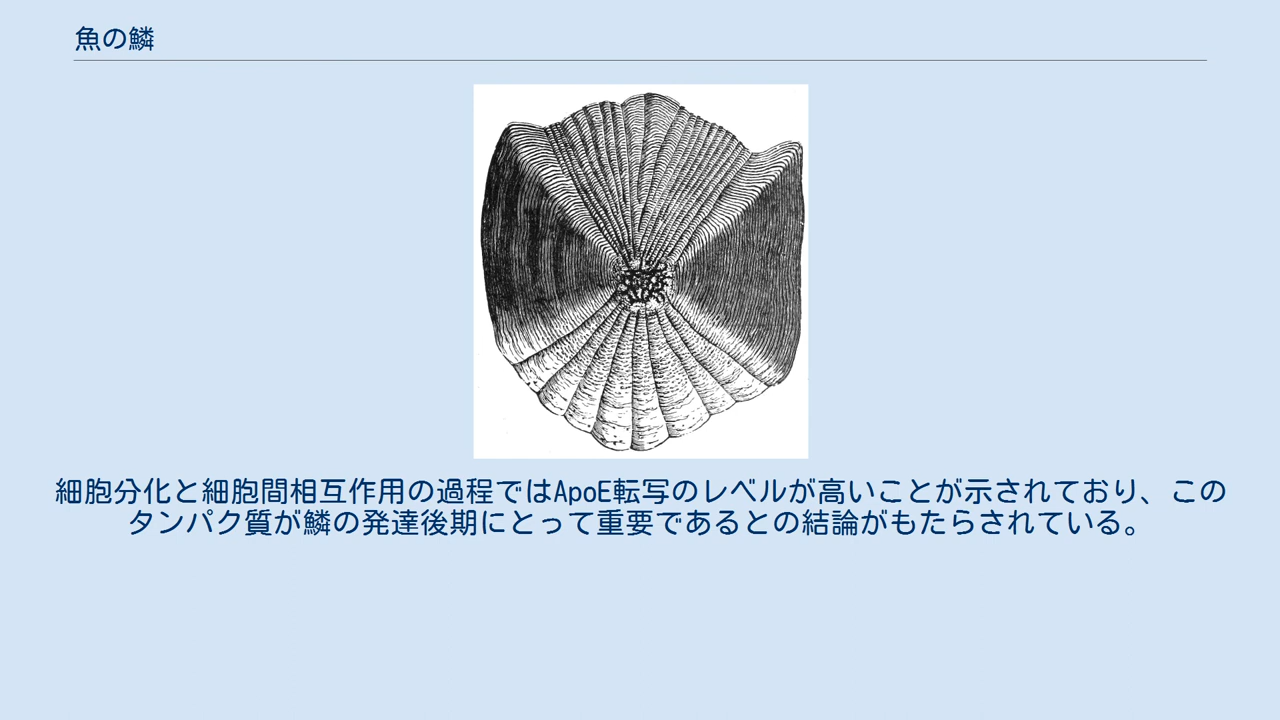 魚の鱗
細胞分化と細胞間相互作用の過程ではApoE転写のレベルが高いことが示されており、この
タンパク質が鱗の発達後期にとって重要であるとの結論がもたらされている。